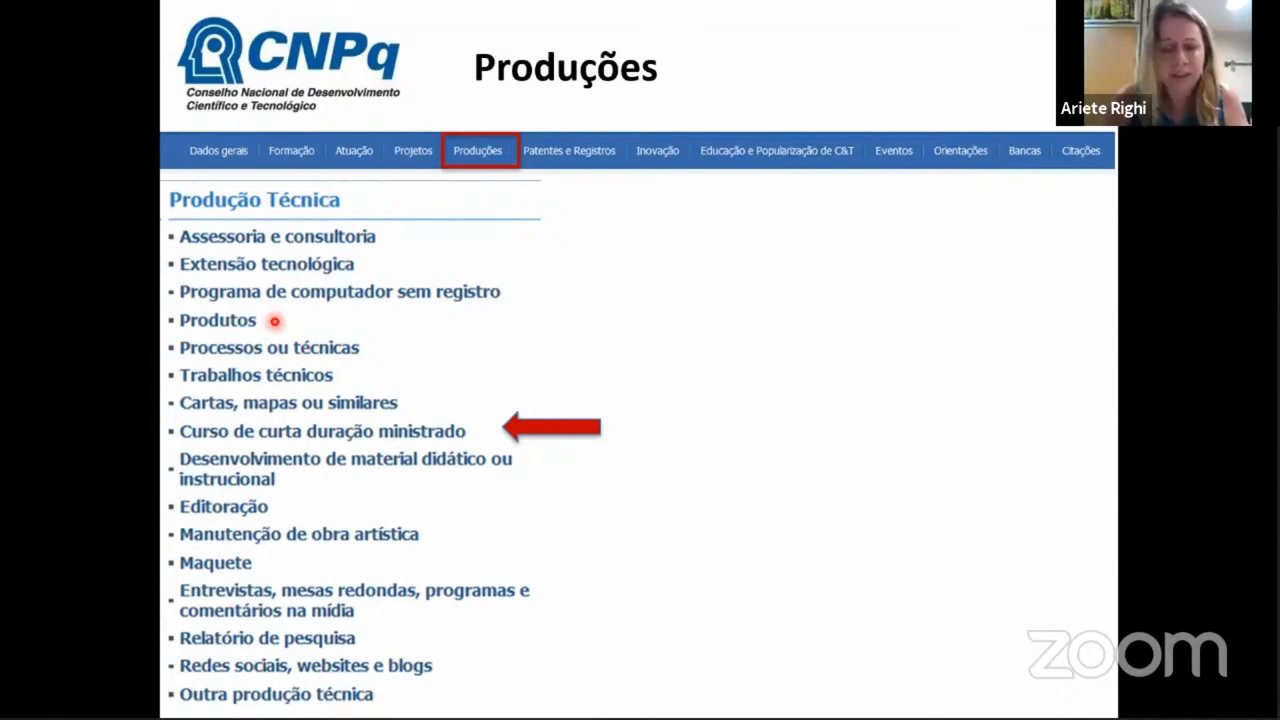 CNPq
Conselho Nacional de Desenvolvimento
Científico e Tecnológico
Produções
Ariete Righi
Dados gerais Formação Atuação Projetos Produções Patentes e Registros Inovação Educação e Popularização de C&T Eventos Orientações Bancas Citações
Produção Técnica
▪ Assessoria e consultoria
▪ Extensão tecnológica
▪ Programa de computador sem registro
▪ Produtos
▪ Processos ou técnicas
▪ Trabalhos técnicos
▪ Cartas, mapas ou similares
▪ Curso de curta duração ministrado
▪ Desenvolvimento de material didático ou
instrucional
▪ Editoração
▪ Manutenção de obra artística
▪ Maquete
▪ Entrevistas, mesas redondas, programas e
comentários na mídia
▪ Relatório de pesquisa
▪ Redes sociais, websites e blogs
▪ Outra produção técnica
zoom